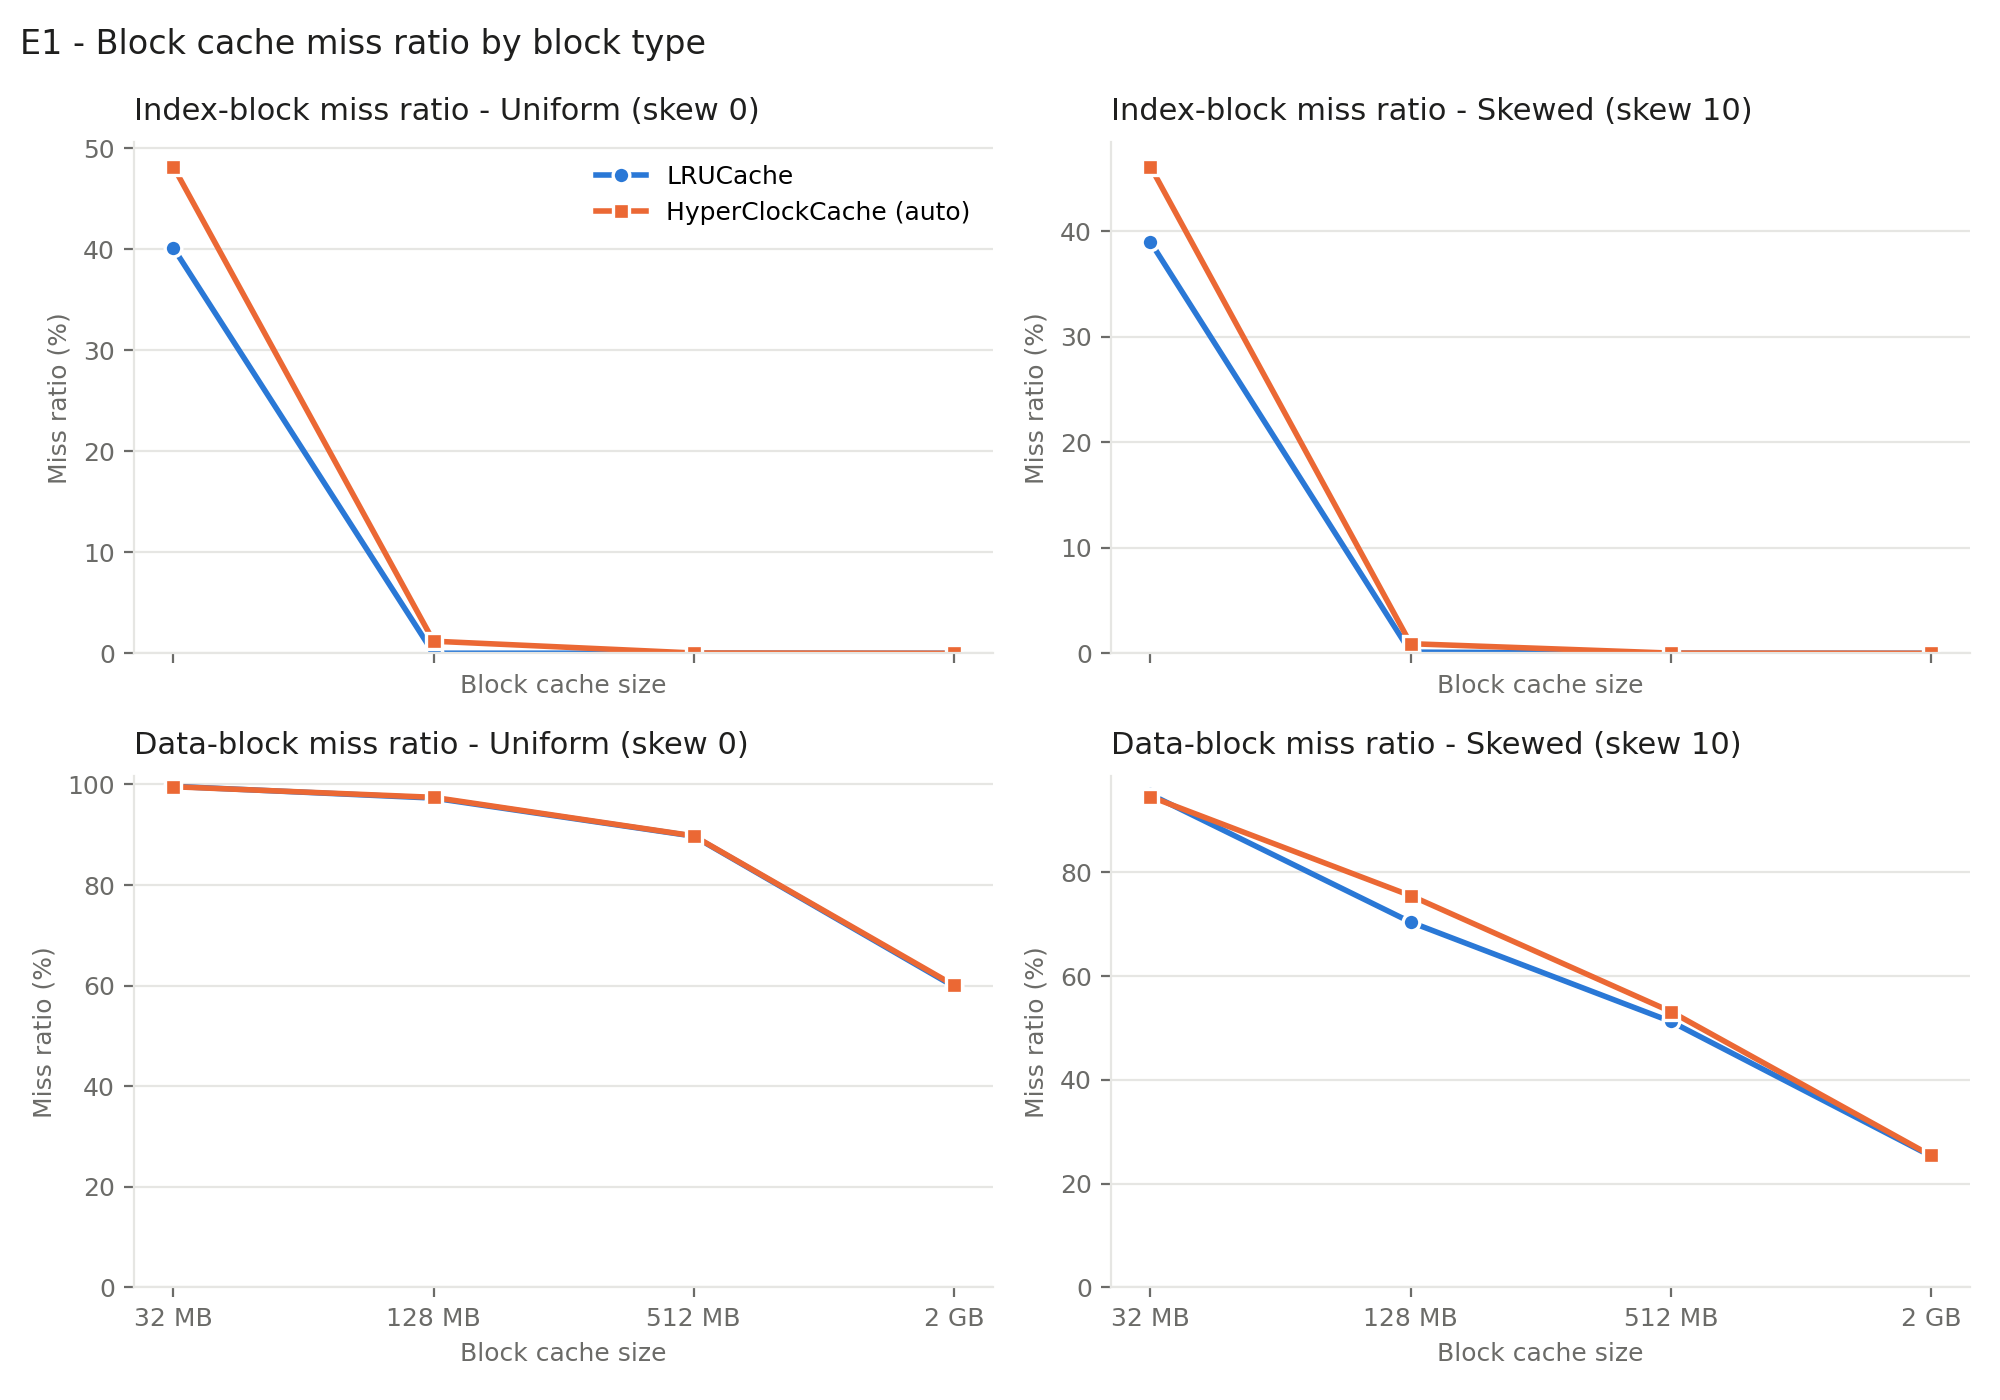 E1 - Block cache miss ratio by block type
Index-block miss ratio - Uniform (skew 0)
50
40
30
20
10
0
Miss ratio (%)
LRUCache
HyperClockCache (auto)
Block cache size
Index-block miss ratio - Skewed (skew 10)
40
30
20
10
0
Miss ratio (%)
Block cache size
Data-block miss ratio - Uniform (skew 0)
100
80
60
40
20
0
Miss ratio (%)
32 MB 128 MB 512 MB 2 GB
Block cache size
Data-block miss ratio - Skewed (skew 10)
80
60
40
20
0
Miss ratio (%)
32 MB 128 MB 512 MB 2 GB
Block cache size